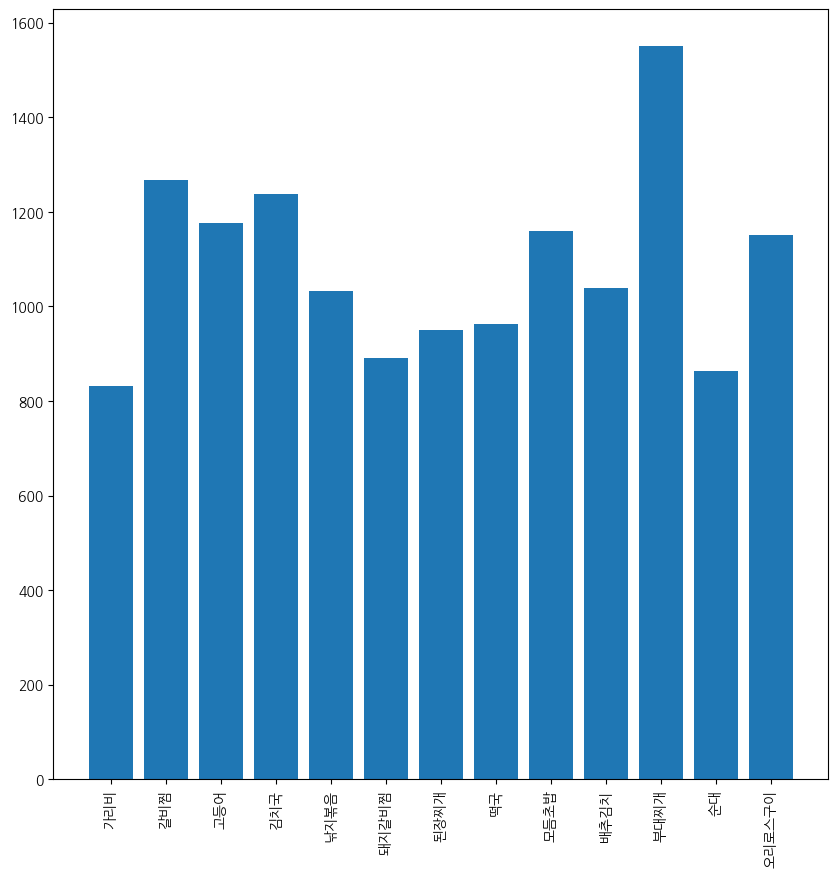 1600
1400
1200
1000
800
600
400
200
0
가리비
갈비찜
고등어
김치국
낚지볶음
돼지갈비찜
된장찌개
떡국
모듬초밥
배추김치
부대찌개
순대
오리로스구이